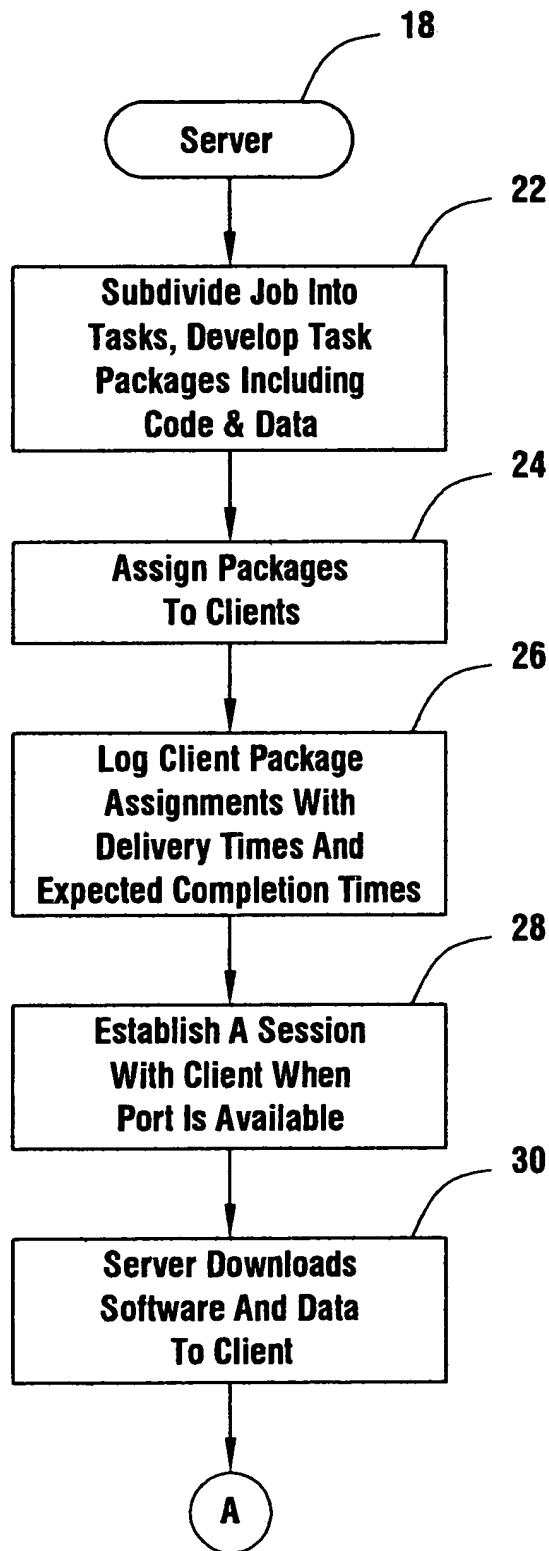 18
Server
22
Subdivide Job Into
Tasks, Develop Task
Packages Including
Code & Data
24
Assign Packages
To Clients
26
Log Client Package
Assignments With
Delivery Times And
Expected Completion Times
28
Establish A Session
With Client When
Port Is Available
30
Server Downloads
Software And Data
To Client
A